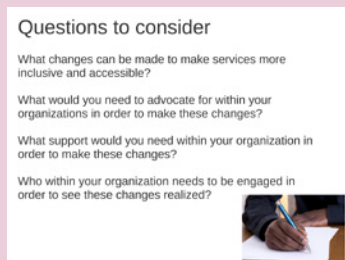 Questions to consider
What changes can be made to make services more
inclusive and accessible?
What would you need to advocate for within your
organizations in order to make these changes?
What support would you need within your organization in
order to make these changes?
Who within your organization needs to be engaged in
order to see these changes realized?